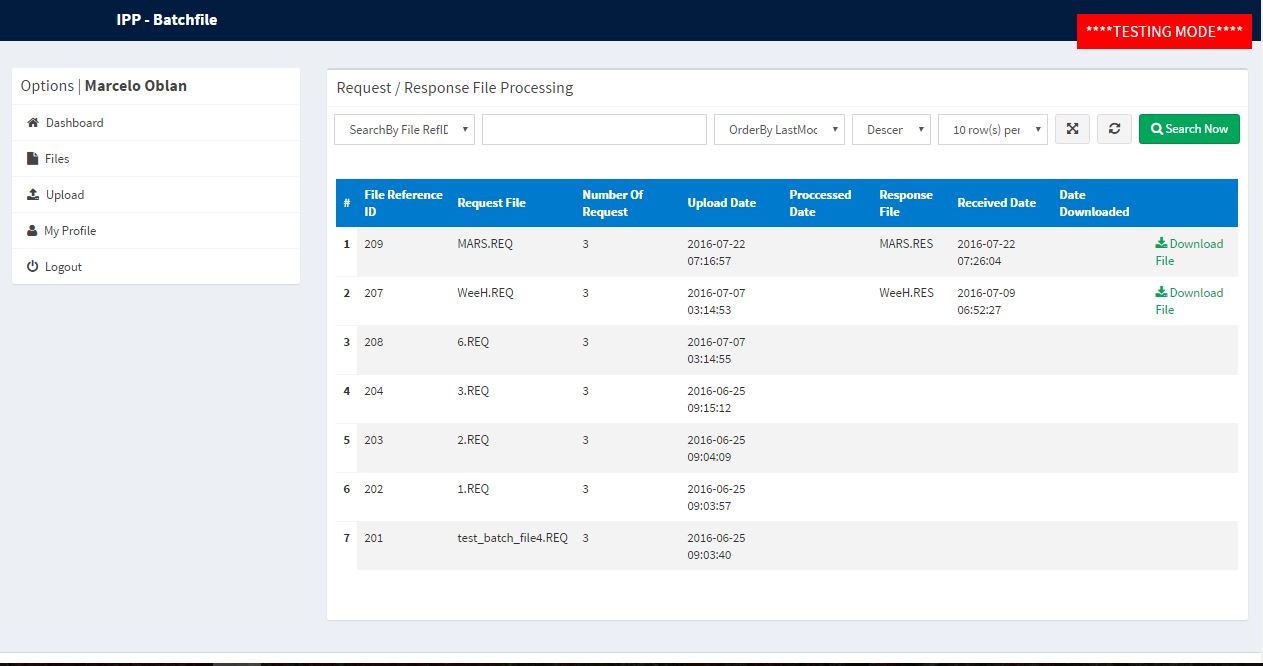 IPP - Batchfile
****TESTING MODE****
Options | Marcelo Oblan
Dashboard
Files
Upload
My Profile
Logout
Request / Response File Processing
SearchBy File RefID OrderBy LastMod Descen 10 row(s) per Search Now
# File Reference ID Request File Number Of Request Upload Date Proccessed Date Response File Received Date Date Downloaded
1 209 MARS.REQ 3 2016-07-22 07:16:57 MARS.RES 2016-07-22 07:26:04 Download File
2 207 WeeH.REQ 3 2016-07-07 03:14:53 WeeH.RES 2016-07-09 06:52:27 Download File
3 208 6.REQ 3 2016-07-07 03:14:55
4 204 3.REQ 3 2016-06-25 09:15:12
5 203 2.REQ 3 2016-06-25 09:04:09
6 202 1.REQ 3 2016-06-25 09:03:57
7 201 test_batch_file4.REQ 3 2016-06-25 09:03:40